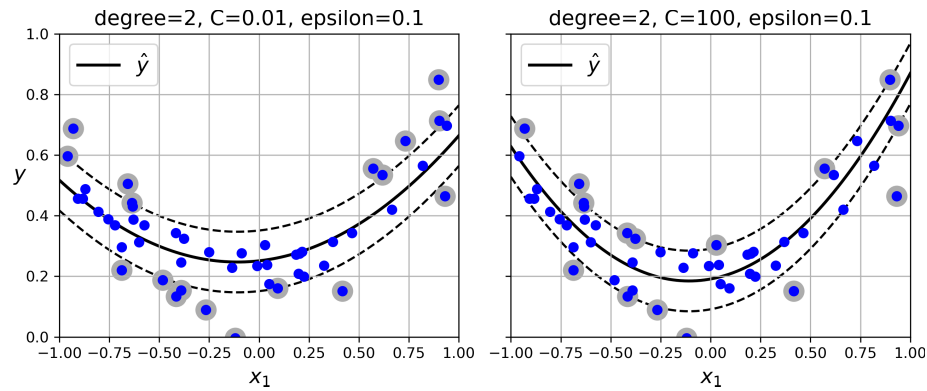 degree=2, C=0.01, epsilon=0.1
degree=2, C=100, epsilon=0.1
1.0
0.8
0.6
0.4
0.2
0.0
y
ŷ
ŷ
−1.00 −0.75 −0.50 −0.25 0.00 0.25 0.50 0.75 1.00
−1.00 −0.75 −0.50 −0.25 0.00 0.25 0.50 0.75 1.00
x₁
x₁